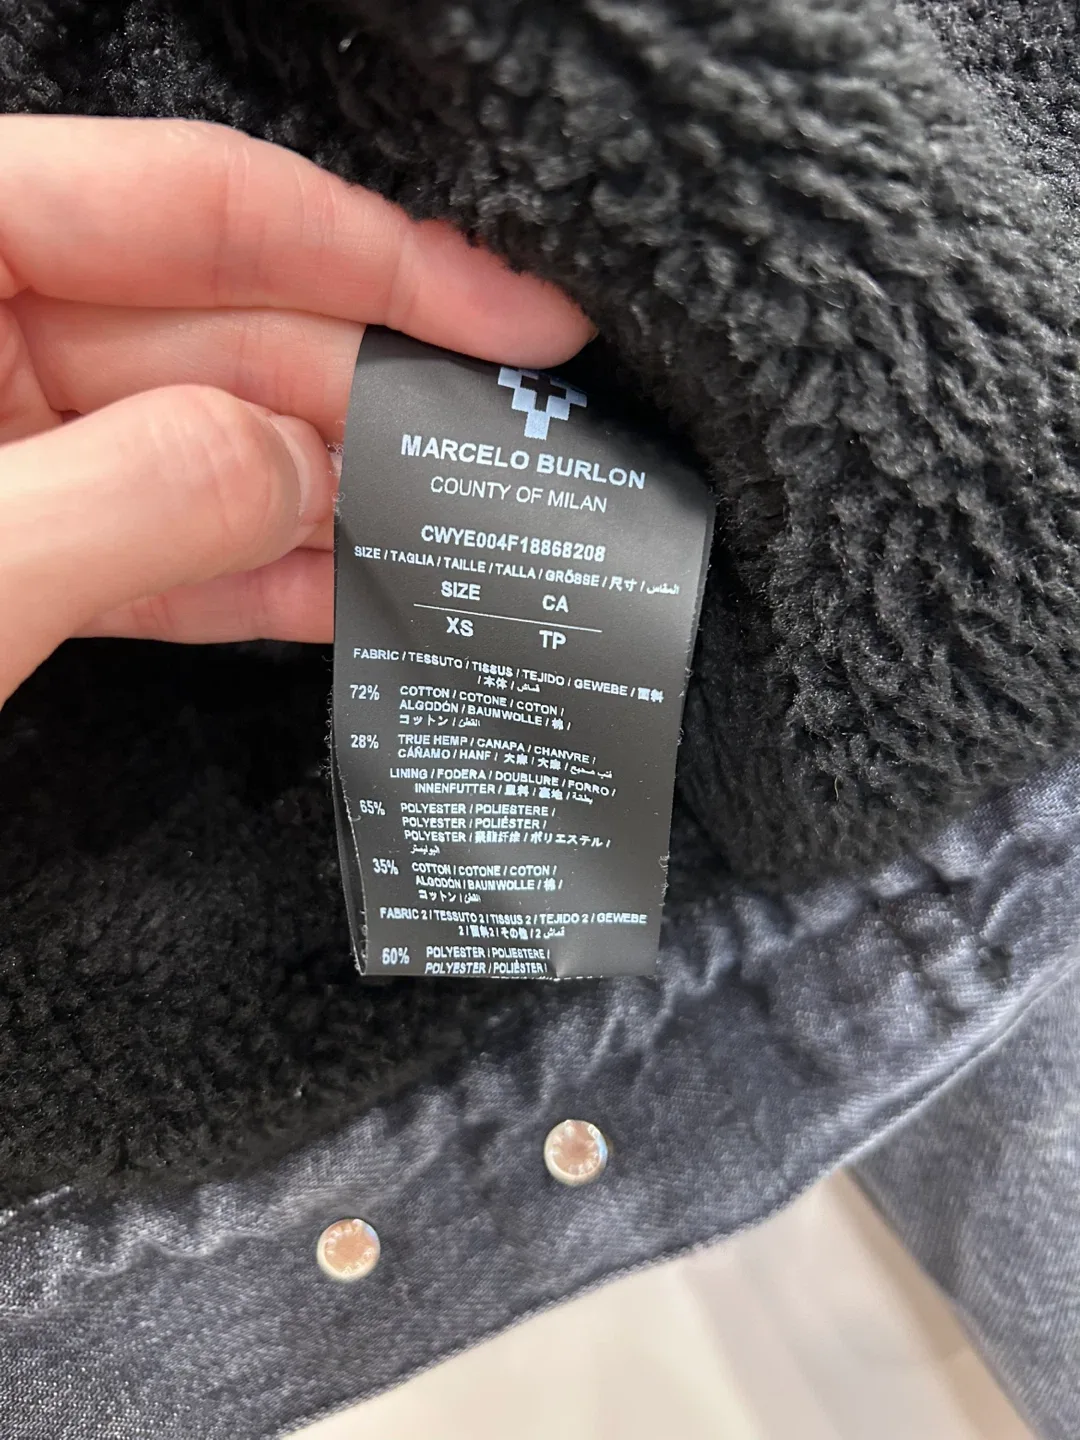 MARCELO BURLON
COUNTY OF MILAN
CWYE004F18868208
SIZE / TAGLIA / TAILLE / TALLA / GRÖSSE / 尺寸 / المقاس
SIZE CA
XS TP
FABRIC / TESSUTO / TISSUS / TEJIDO / GEWEBE / 面料
/ 本体 / قماش
72% COTTON / COTONE / COTON /
ALGODÓN / BAUMWOLLE / 棉 /
コットン / القطن
28% TRUE HEMP / CANAPA / CHANVRE /
CÁÑAMO / HANF / 大麻 / 大麻 / قنب صحيح
LINING / FODERA / DOUBLURE / FORRO /
INNENFUTTER / 里料 / 裏地 / بطانة
65% POLYESTER / POLIESTERE /
POLYESTER / POLIÉSTER /
POLYESTER / 聚酯纤维 / ポリエステル /
البوليستر
35% COTTON / COTONE / COTON /
ALGODÓN / BAUMWOLLE / 棉 /
コットン / القطن
FABRIC 2 / TESSUTO 2 / TISSUS 2 / TEJIDO 2 / GEWEBE
2 / 面料2 / その他 / 2 قماش
60% POLYESTER / POLIESTERE /
POLYESTER / POLIÉSTER /